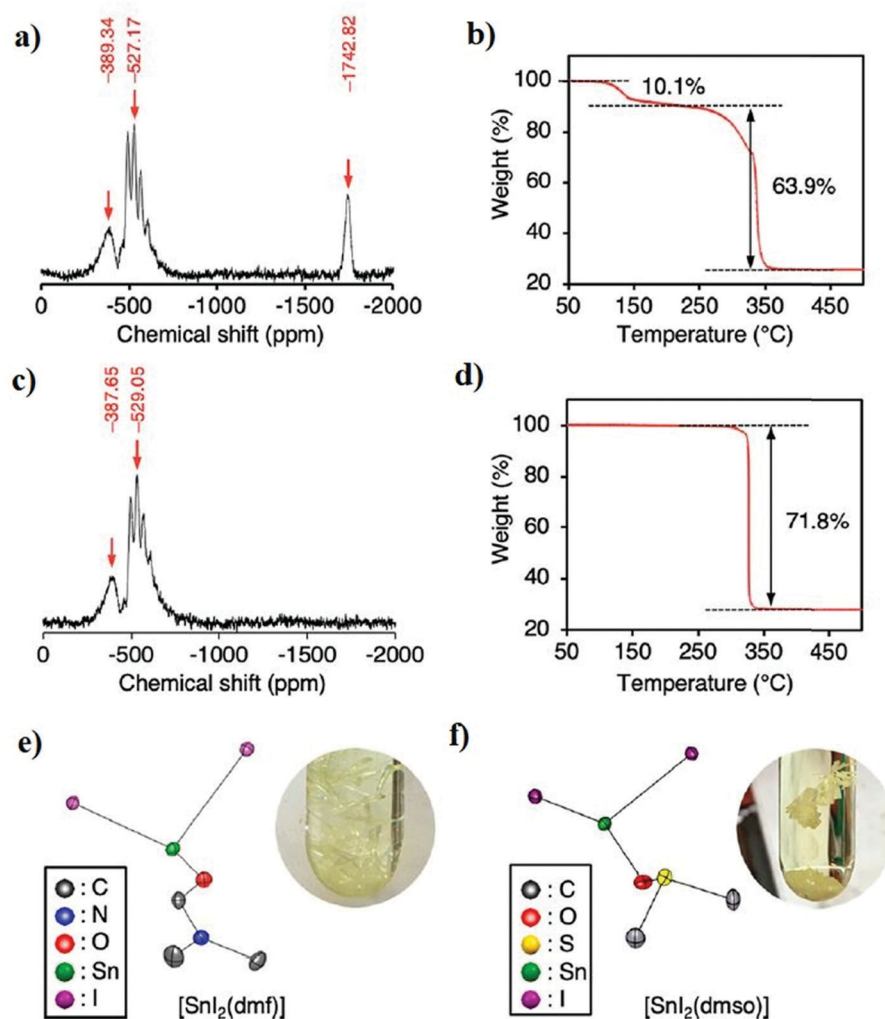 a)
-389.34
-527.17
-1742.82
0 -500 -1000 -1500 -2000
Chemical shift (ppm)
b)
100
80
60
40
20
10.1%
63.9%
Weight (%)
50 150 250 350 450
Temperature (°C)
c)
-387.65
-529.05
0 -500 -1000 -1500 -2000
Chemical shift (ppm)
d)
100
80
60
40
20
71.8%
Weight (%)
50 150 250 350 450
Temperature (°C)
e)
: C
: N
: O
: Sn
: I
[SnI₂(dmf)]
f)
: C
: O
: S
: Sn
: I
[SnI₂(dmso)]